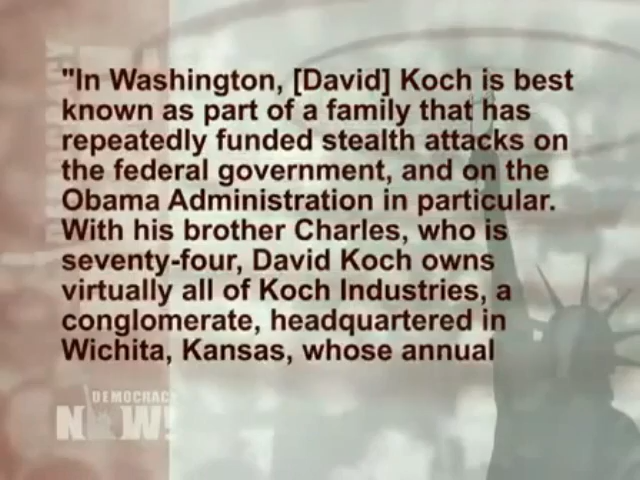 "In Washington, [David] Koch is best
known as part of a family that has
repeatedly funded stealth attacks on
the federal government, and on the
Obama Administration in particular.
With his brother Charles, who is
seventy-four, David Koch owns
virtually all of Koch Industries, a
conglomerate, headquartered in
Wichita, Kansas, whose annual
DEMOCRACY
NOW!